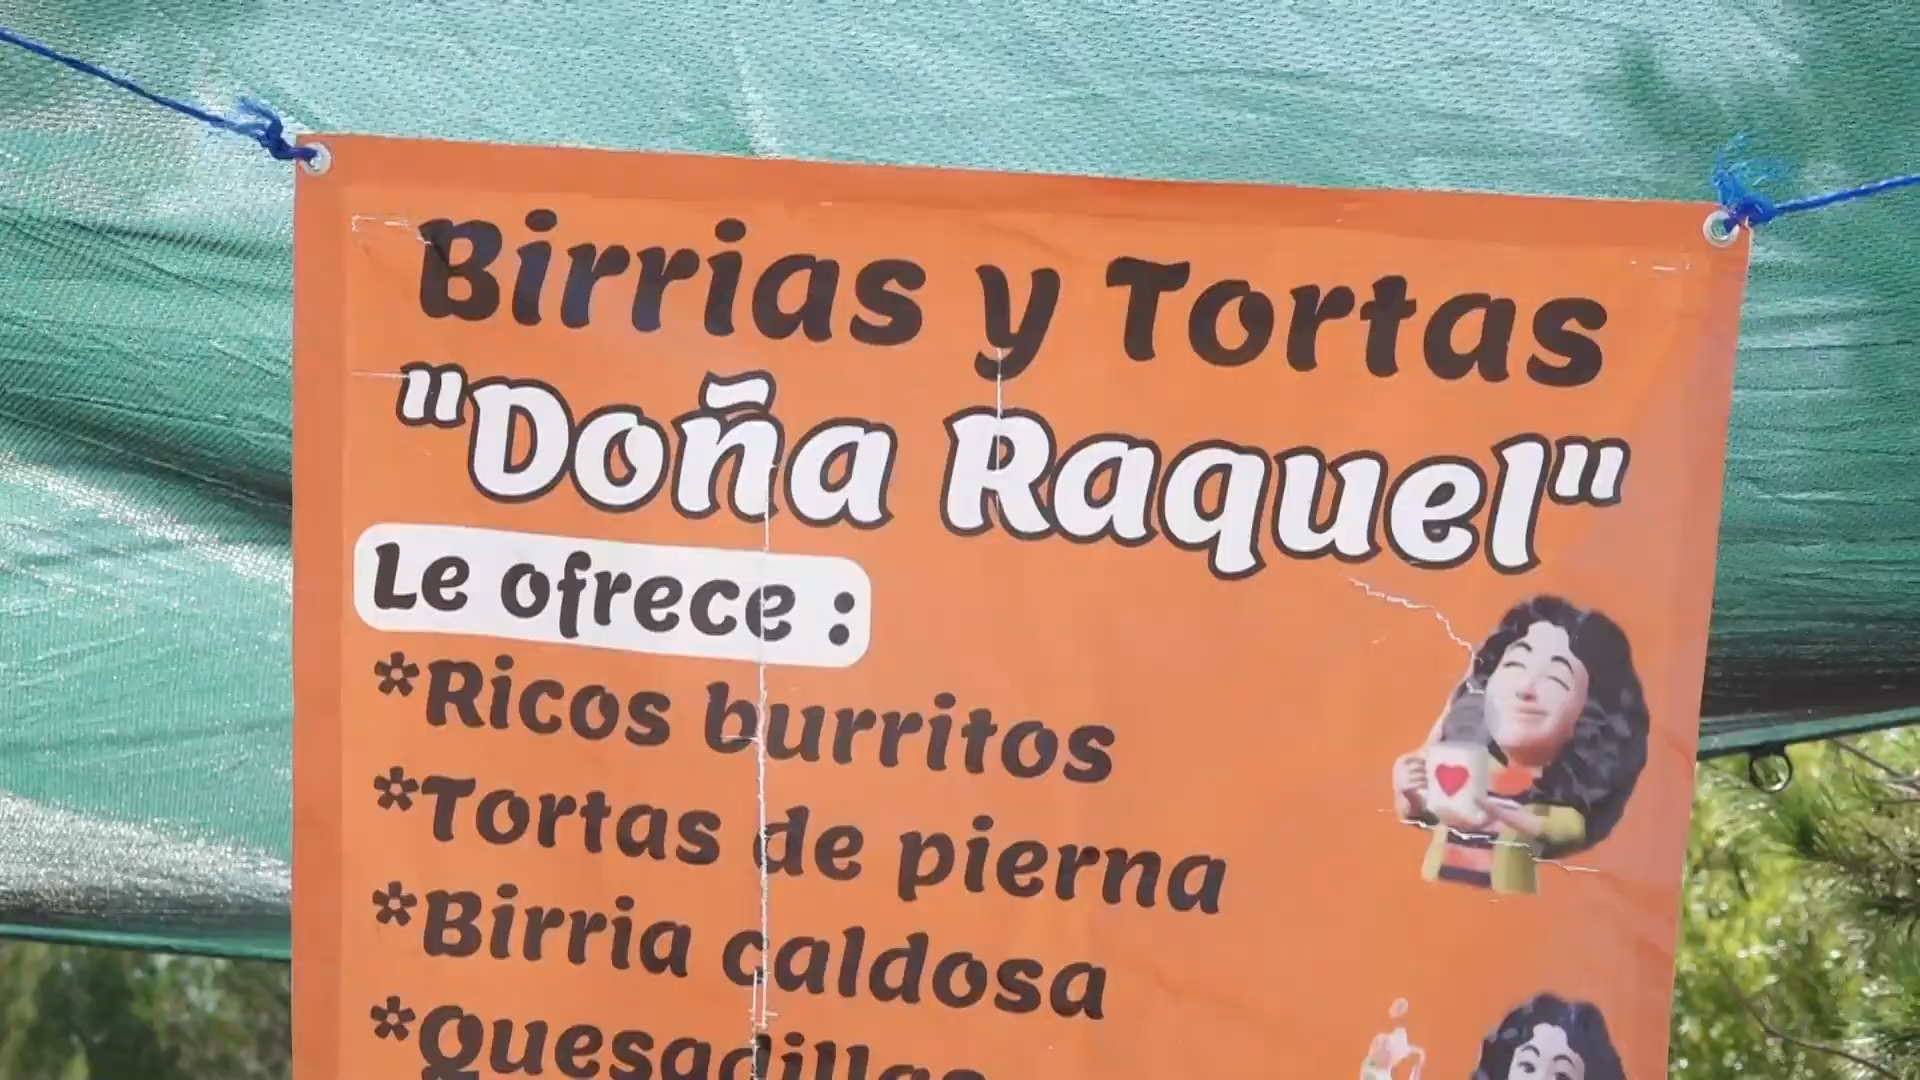 Birrias y Tortas
"Doña Raquel"
Le ofrece :
*Ricos burritos
*Tortas de pierna
*Birria caldosa
*Quesadillas